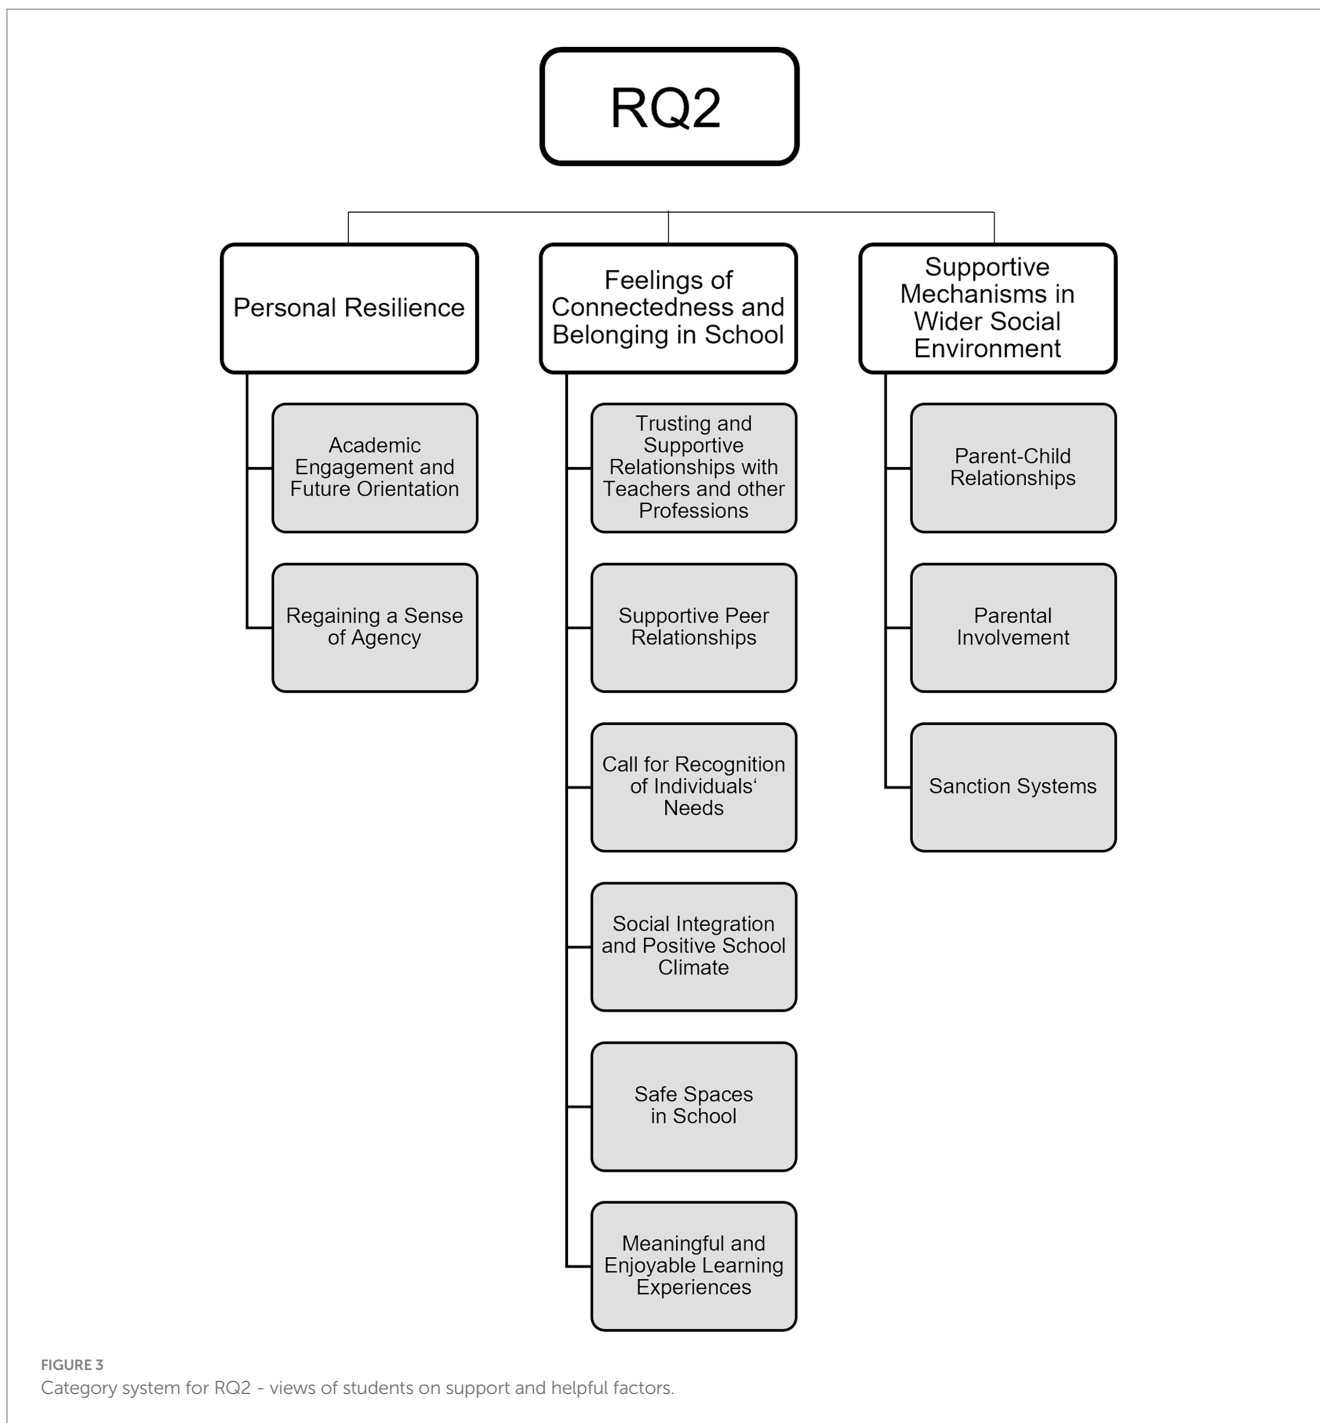 RQ2
Personal Resilience
Feelings of
Connectedness and
Belonging in School
Supportive
Mechanisms in
Wider Social
Environment
Academic
Engagement and
Future Orientation
Regaining a Sense
of Agency
Trusting and
Supportive
Relationships with
Teachers and other
Professions
Supportive Peer
Relationships
Call for Recognition
of Individuals‘
Needs
Social Integration
and Positive School
Climate
Safe Spaces
in School
Meaningful and
Enjoyable Learning
Experiences
Parent-Child
Relationships
Parental
Involvement
Sanction Systems
FIGURE 3
Category system for RQ2 - views of students on support and helpful factors.